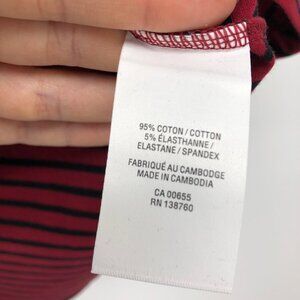 95% COTON / COTTON
5% ÉLASTHANNE /
ELASTANE / SPANDEX
FABRIQUÉ AU CAMBODGE
MADE IN CAMBODIA
CA 00655
RN 138760